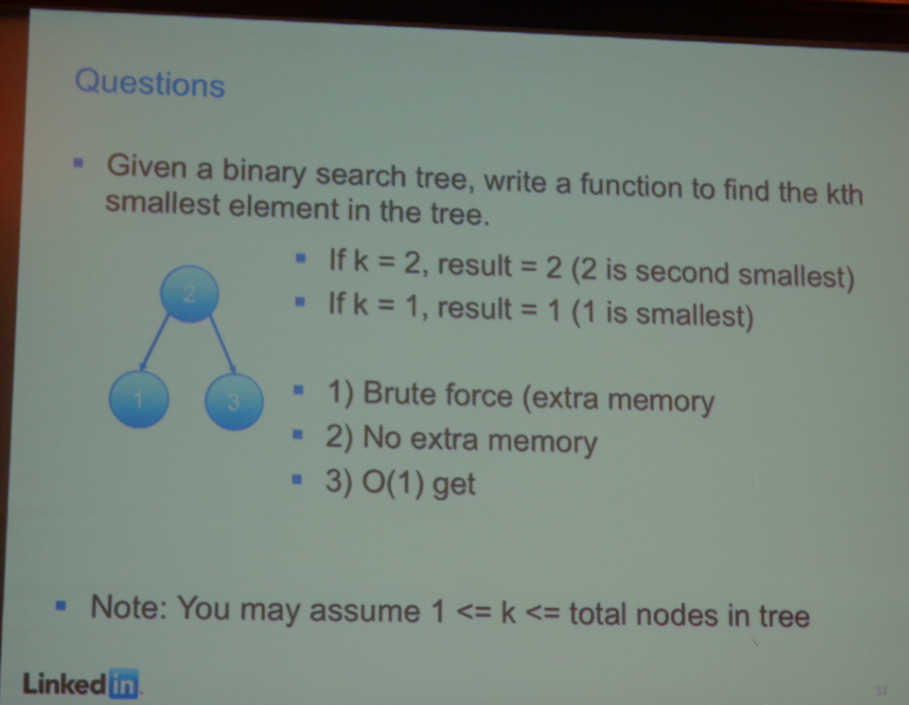 Questions
Given a binary search tree, write a function to find the kth
smallest element in the tree.
If k = 2, result = 2 (2 is second smallest)
If k = 1, result = 1 (1 is smallest)
2
1
3
1) Brute force (extra memory
2) No extra memory
3) O(1) get
Note: You may assume 1 <= k <= total nodes in tree
Linked in.
37